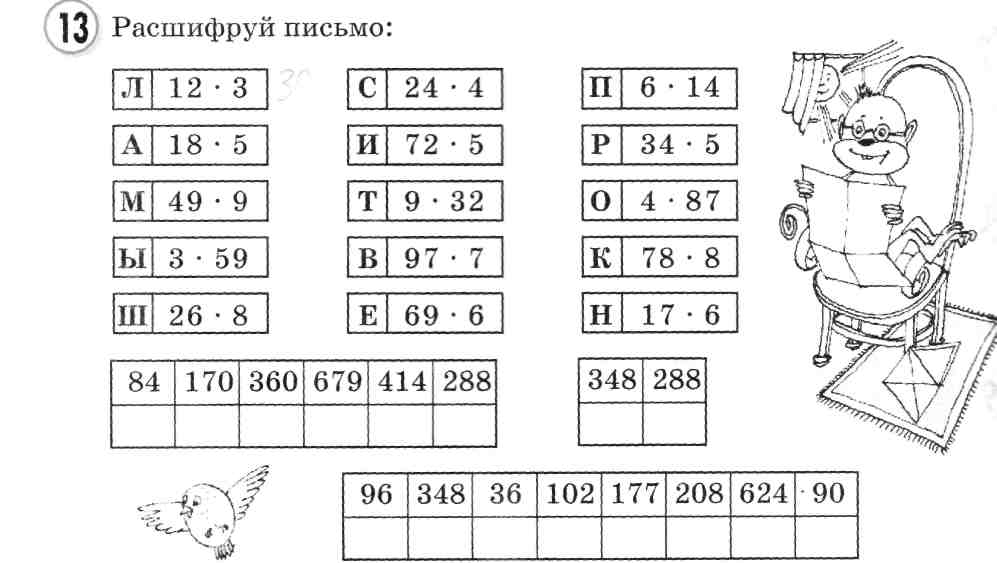 13 Расшифруй письмо:
Л 12 · 3 С 24 · 4 П 6 · 14
А 18 · 5 И 72 · 5 Р 34 · 5
М 49 · 9 Т 9 · 32 О 4 · 87
Ы 3 · 59 В 97 · 7 К 78 · 8
Ш 26 · 8 Е 69 · 6 Н 17 · 6
84 170 360 679 414 288 348 288
96 348 36 102 177 208 624 90